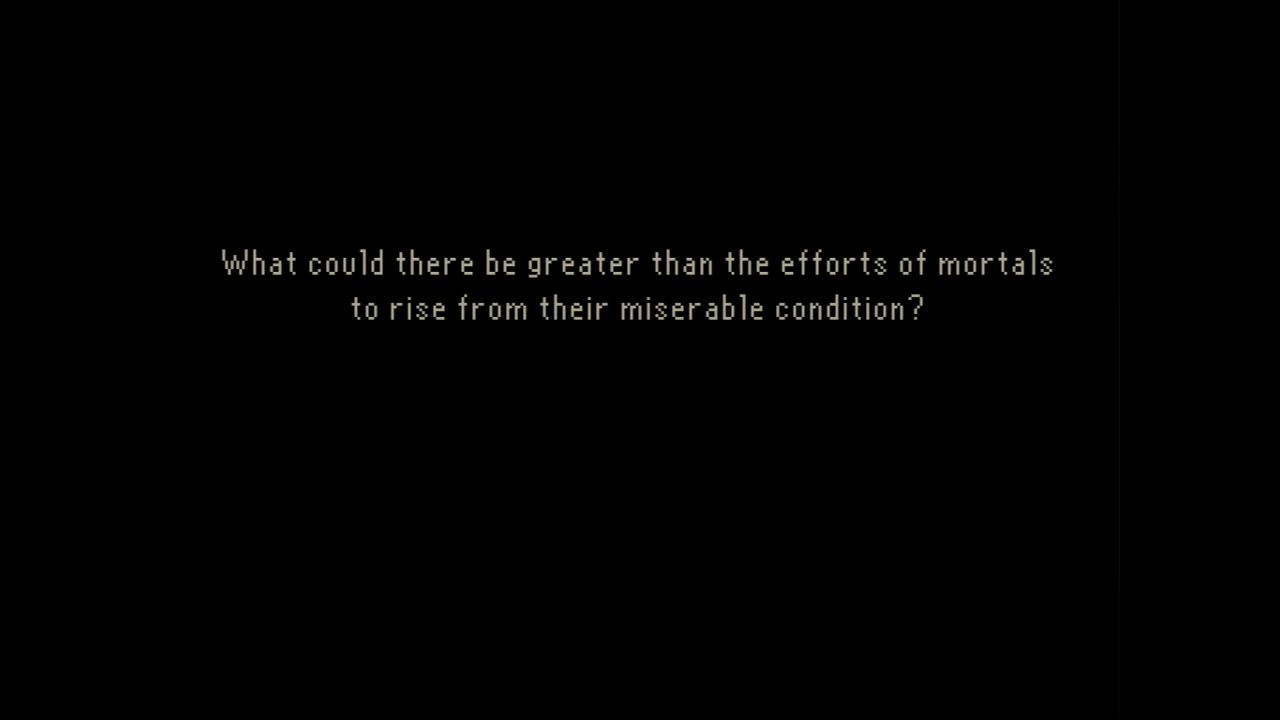 What could there be greater than the efforts of mortals
to rise from their miserable condition?